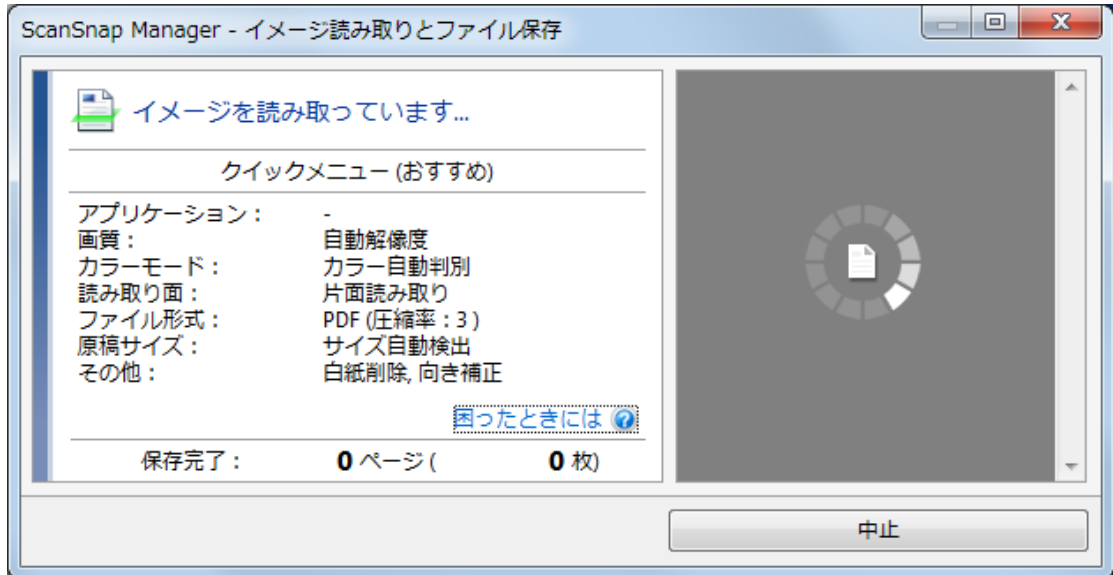 ScanSnap Manager - イメージ読み取りとファイル保存
イメージを読み取っています...
クイックメニュー (おすすめ)
アプリケーション： -
画質： 自動解像度
カラーモード： カラー自動判別
読み取り面： 片面読み取り
ファイル形式： PDF (圧縮率：3 )
原稿サイズ： サイズ自動検出
その他： 白紙削除, 向き補正
困ったときには ?
保存完了： 0 ページ ( 0 枚)
中止